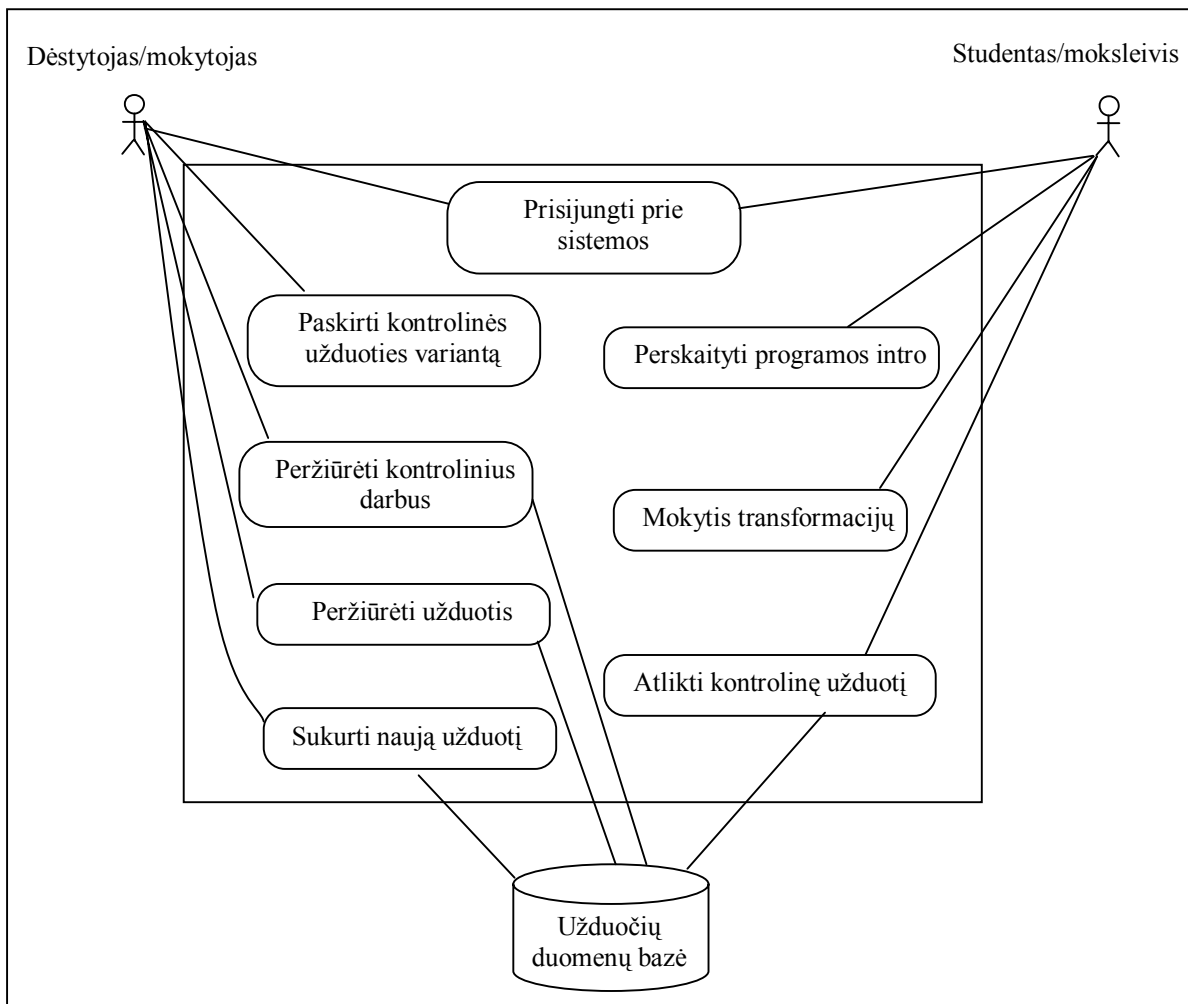 Dėstytojas/mokytojas
Studentas/moksleivis
Prisijungti prie
sistemos
Paskirti kontrolinės
užduoties variantą
Perskaityti programos intro
Peržiūrėti kontrolinius
darbus
Mokytis transformacijų
Peržiūrėti užduotis
Atlikti kontrolinę užduotį
Sukurti naują užduotį
Užduočių
duomenų bazė